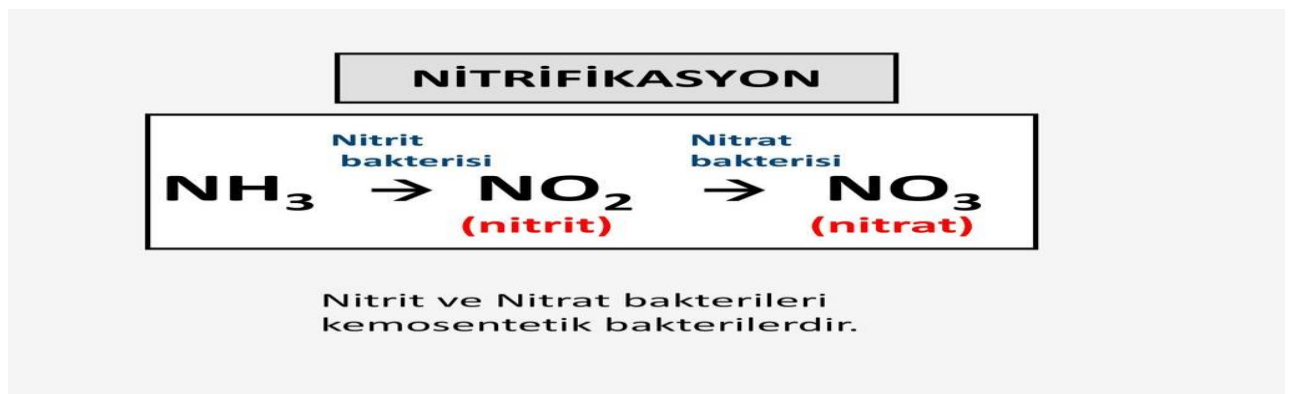 NİTRİFİKASYON
Nitrit
bakterisi
Nitrat
bakterisi
NH₃ → NO₂ → NO₃
(nitrit) (nitrat)
Nitrit ve Nitrat bakterileri
kemosentetik bakterilerdir.